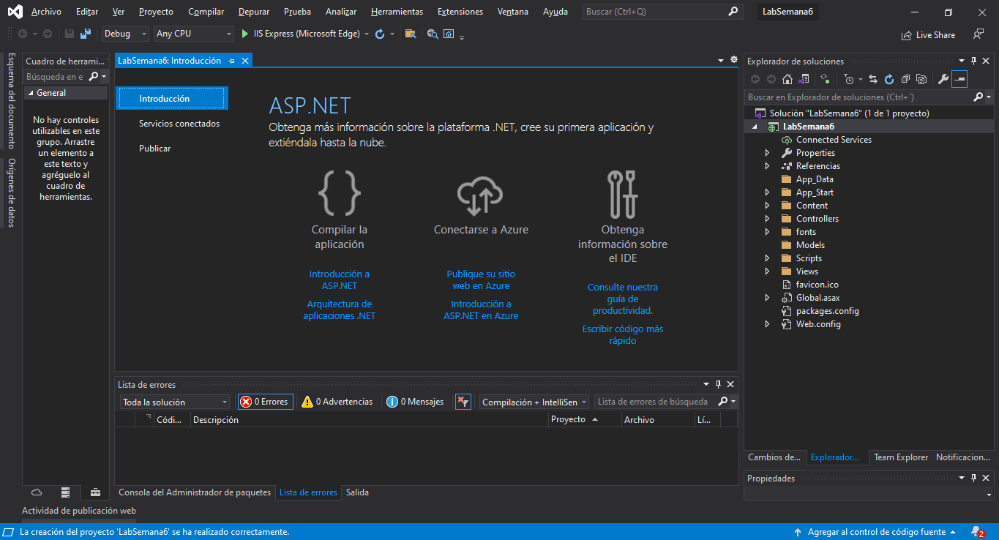 Archivo Editar Ver Proyecto Compilar Depurar Prueba Analizar Herramientas Extensiones Ventana Ayuda Buscar (Ctrl+Q) LabSemana6
Debug Any CPU IIS Express (Microsoft Edge) Live Share
Esquema del documento
Orígenes de datos
Cuadro de herrami...
Búsqueda en e
General
No hay controles
utilizables en este
grupo. Arrastre
un elemento a
este texto y
agréguelo al
cuadro de
herramientas.
LabSemana6: Introducción
Introducción
Servicios conectados
Publicar
ASP.NET
Obtenga más información sobre la plataforma .NET, cree su primera aplicación y
extiéndala hasta la nube.
Compilar la
aplicación
Introducción a
ASP.NET
Arquitectura de
aplicaciones .NET
Conectarse a Azure
Publique su sitio
web en Azure
Introducción a
ASP.NET en Azure
Obtenga
información sobre
el IDE
Consulte nuestra
guía de
productividad.
Escribir código más
rápido
Lista de errores
Toda la solución 0 Errores 0 Advertencias 0 Mensajes Compilación + IntelliSen Lista de errores de búsqueda
Códi... Descripción Proyecto Archivo Lí...
Consola del Administrador de paquetes Lista de errores Salida
Explorador de soluciones
Buscar en Explorador de soluciones (Ctrl+´)
Solución "LabSemana6" (1 de 1 proyecto)
LabSemana6
Connected Services
Properties
Referencias
App_Data
App_Start
Content
Controllers
fonts
Models
Scripts
Views
favicon.ico
Global.asax
packages.config
Web.config
Cambios de... Explorador... Team Explorer Notificacion...
Propiedades
Actividad de publicación web
La creación del proyecto 'LabSemana6' se ha realizado correctamente. Agregar al control de código fuente 2